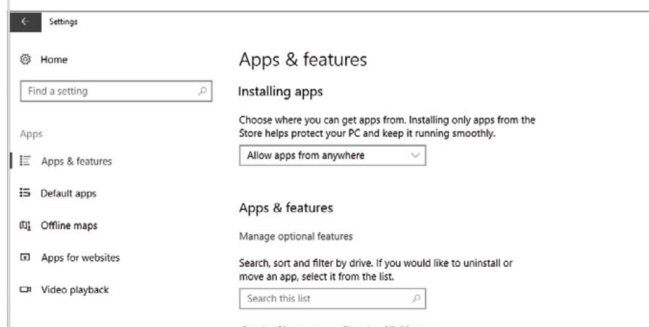 Settings
Home
Find a setting
Apps
Apps & features
Default apps
Offline maps
Apps for websites
Video playback
Apps & features
Installing apps
Choose where you can get apps from. Installing only apps from the
Store helps protect your PC and keep it running smoothly.
Allow apps from anywhere
Apps & features
Manage optional features
Search, sort and filter by drive. If you would like to uninstall or
move an app, select it from the list.
Search this list